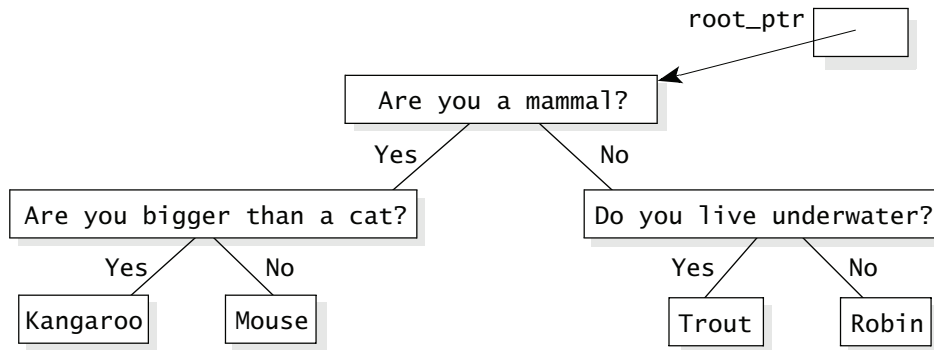 root_ptr
Are you a mammal?
Yes
No
Are you bigger than a cat?
Do you live underwater?
Yes
No
Yes
No
Kangaroo
Mouse
Trout
Robin